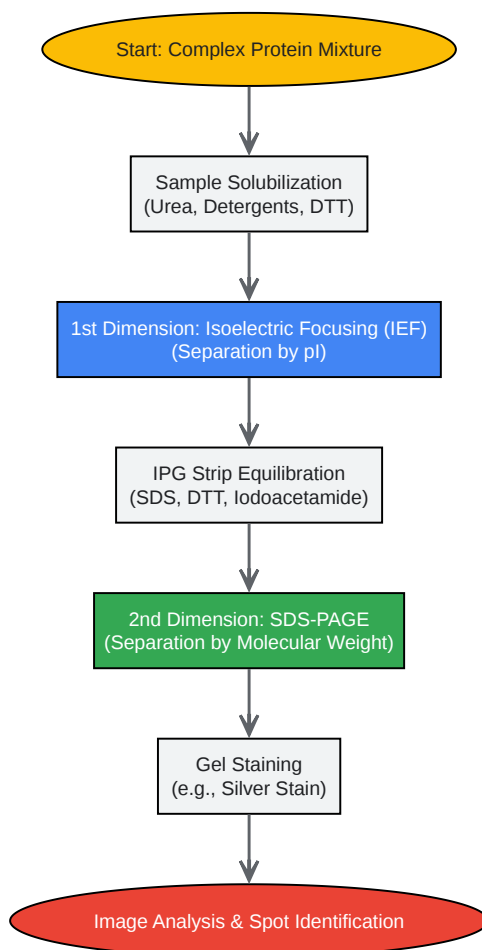 Start: Complex Protein Mixture
Sample Solubilization
(Urea, Detergents, DTT)
1st Dimension: Isoelectric Focusing (IEF)
(Separation by pI)
IPG Strip Equilibration
(SDS, DTT, Iodoacetamide)
2nd Dimension: SDS-PAGE
(Separation by Molecular Weight)
Gel Staining
(e.g., Silver Stain)
Image Analysis & Spot Identification